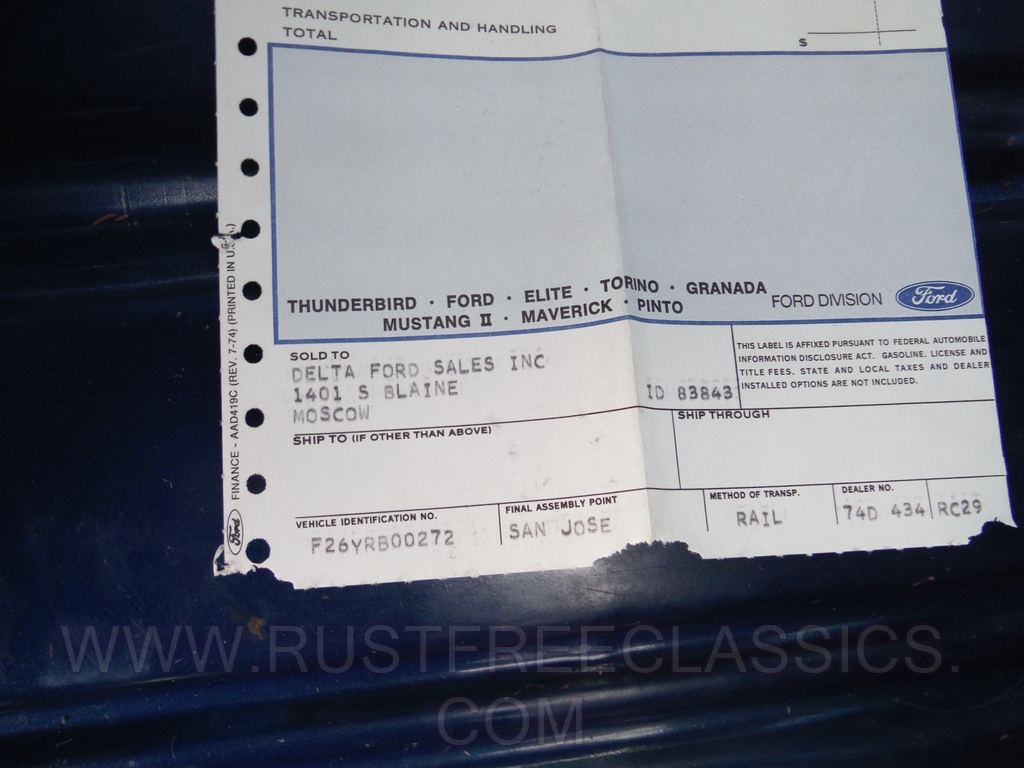 TRANSPORTATION AND HANDLING
TOTAL
$
THUNDERBIRD · FORD · ELITE · TORINO · GRANADA
MUSTANG II · MAVERICK · PINTO
FORD DIVISION
Ford
SOLD TO
DELTA FORD SALES INC
1401 S BLAINE
MOSCOW
ID 83843
THIS LABEL IS AFFIXED PURSUANT TO FEDERAL AUTOMOBILE
INFORMATION DISCLOSURE ACT. GASOLINE, LICENSE AND
TITLE FEES, STATE AND LOCAL TAXES AND DEALER
INSTALLED OPTIONS ARE NOT INCLUDED.
SHIP TO (IF OTHER THAN ABOVE)
SHIP THROUGH
VEHICLE IDENTIFICATION NO.
F26YRB00272
FINAL ASSEMBLY POINT
SAN JOSE
METHOD OF TRANSP.
RAIL
DEALER NO.
74D 434
RC29
FINANCE - AAD419C (REV. 7-74) (PRINTED IN U.S.A.)
Ford
WWW.RUSTFREECLASSICS.
COM